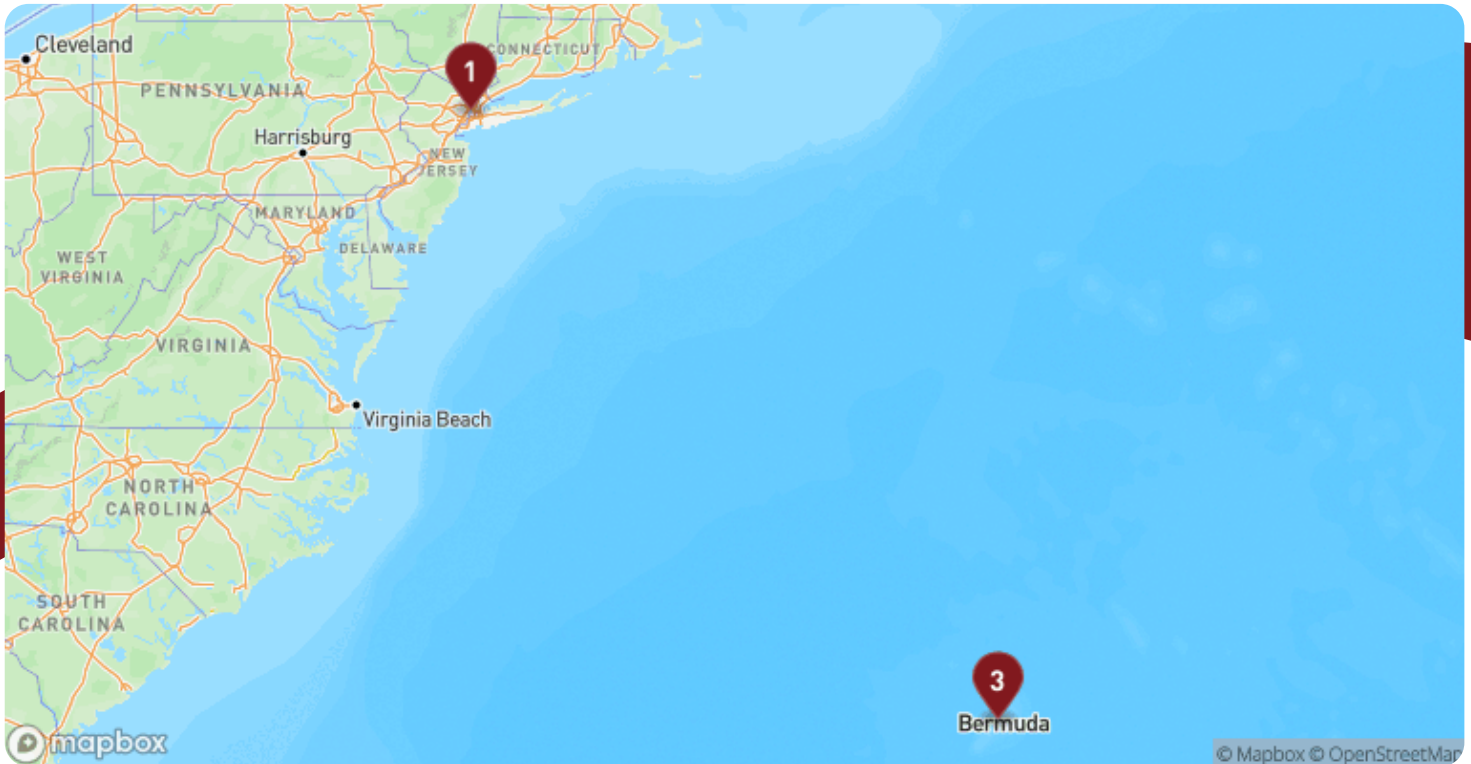 Cleveland
1
CONNECTICUT
PENNSYLVANIA
Harrisburg
NEW
JERSEY
MARYLAND
DELAWARE
WEST
VIRGINIA
VIRGINIA
Virginia Beach
NORTH
CAROLINA
SOUTH
CAROLINA
3
Bermuda
mapbox
© Mapbox © OpenStreetMap